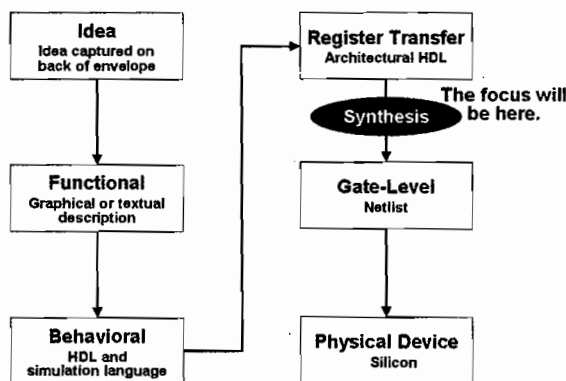 Idea
Idea captured on
back of envelope
Functional
Graphical or textual
description
Behavioral
HDL and
simulation language
Register Transfer
Architectural HDL
Synthesis
The focus will
be here.
Gate-Level
Netlist
Physical Device
Silicon